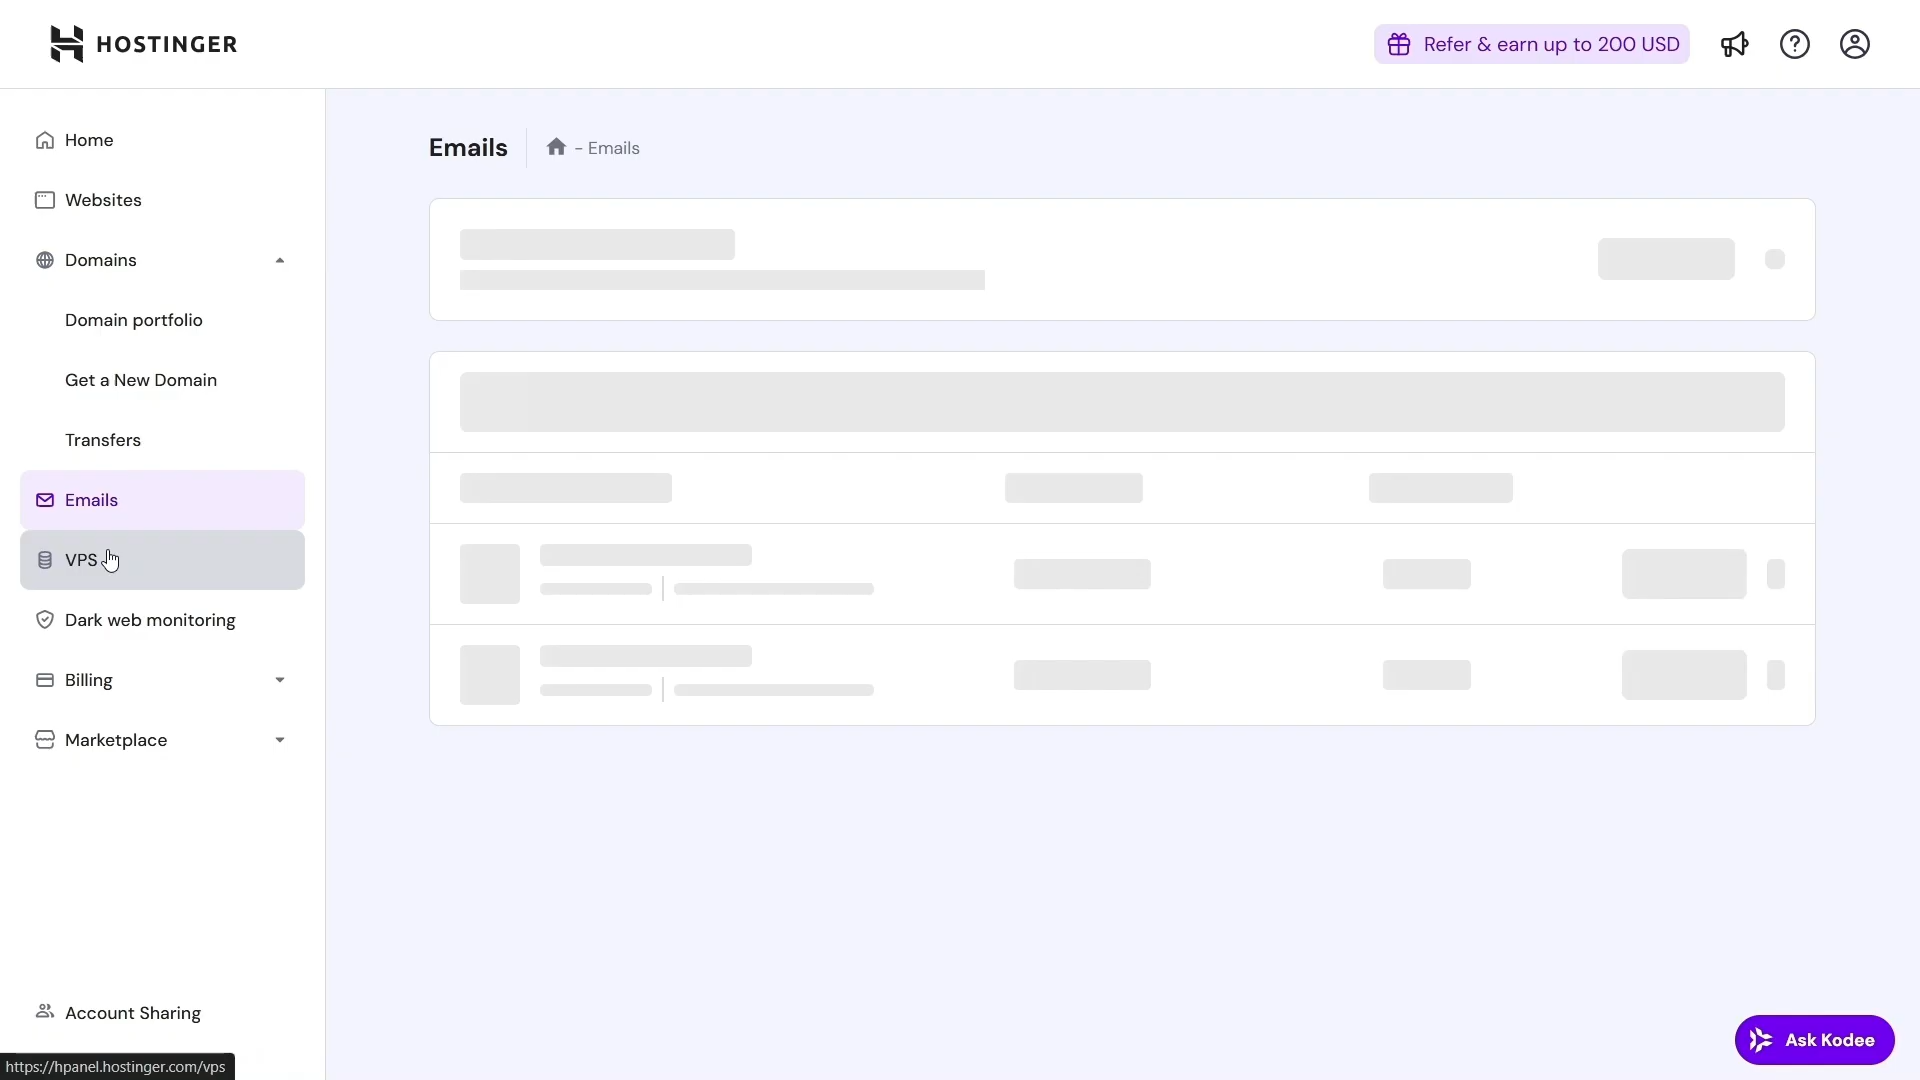 HOSTINGER
Refer & earn up to 200 USD
Home
Websites
Domains
Domain portfolio
Get a New Domain
Transfers
Emails
VPS
Dark web monitoring
Billing
Marketplace
Account Sharing
Emails
- Emails
Ask Kodee
https://hpanel.hostinger.com/vps